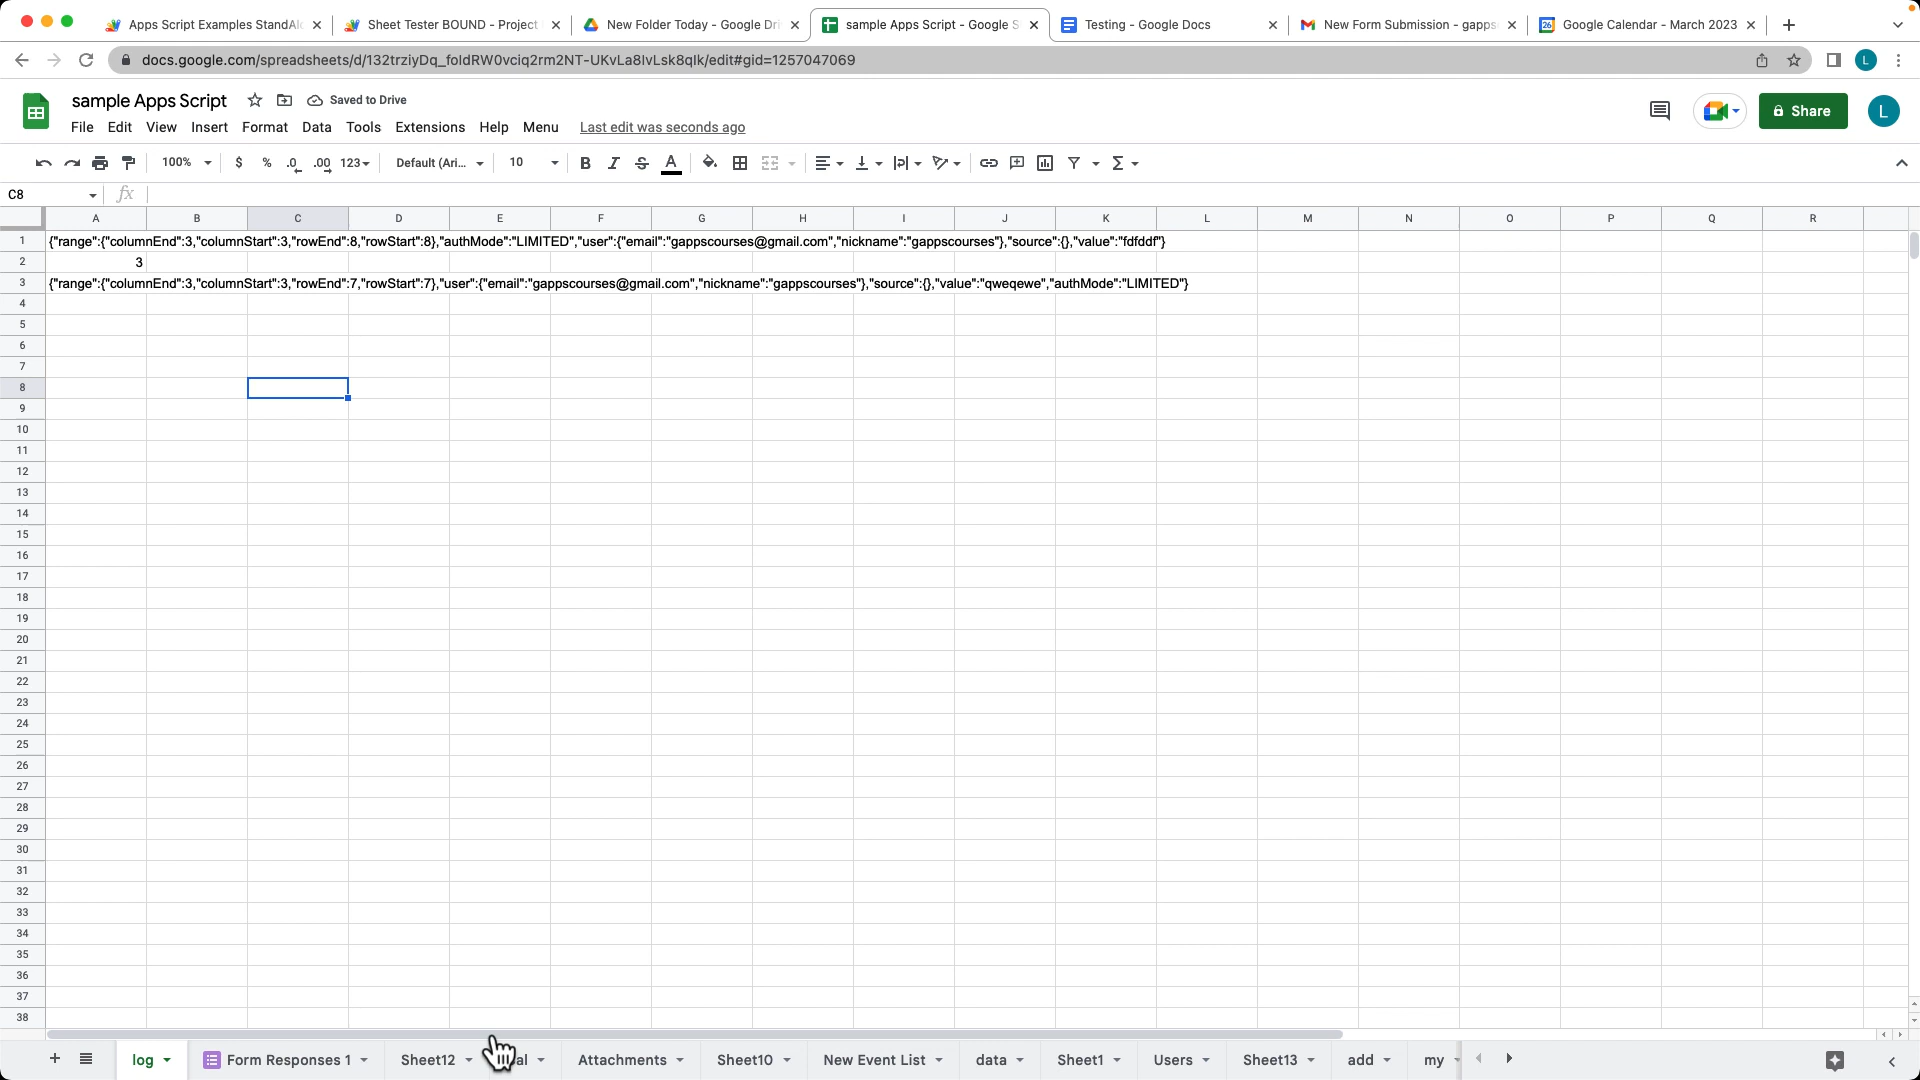 Apps Script Examples StandAl
Sheet Tester BOUND - Project
New Folder Today - Google Dri
sample Apps Script - Google S
Testing - Google Docs
New Form Submission - gapps
Google Calendar - March 2023
docs.google.com/spreadsheets/d/132trziyDq_foldRW0vciq2rm2NT-UKvLa8lvLsk8qlk/edit#gid=1257047069
L
sample Apps Script
Saved to Drive
File Edit View Insert Format Data Tools Extensions Help Menu Last edit was seconds ago
Share
L
100% $ % .0 .00 123 Default (Ari... 10 B I S A Σ
C8 fx
A B C D E F G H I J K L M N O P Q R
1 {"range":{"columnEnd":3,"columnStart":3,"rowEnd":8,"rowStart":8},"authMode":"LIMITED","user":{"email":"gappscourses@gmail.com","nickname":"gappscourses"},"source":{},"value":"fdfddf"}
2 3
3 {"range":{"columnEnd":3,"columnStart":3,"rowEnd":7,"rowStart":7},"user":{"email":"gappscourses@gmail.com","nickname":"gappscourses"},"source":{},"value":"qweqewe","authMode":"LIMITED"}
4
5
6
7
8
9
10
11
12
13
14
15
16
17
18
19
20
21
22
23
24
25
26
27
28
29
30
31
32
33
34
35
36
37
38
log Form Responses 1 Sheet12 al Attachments Sheet10 New Event List data Sheet1 Users Sheet13 add my